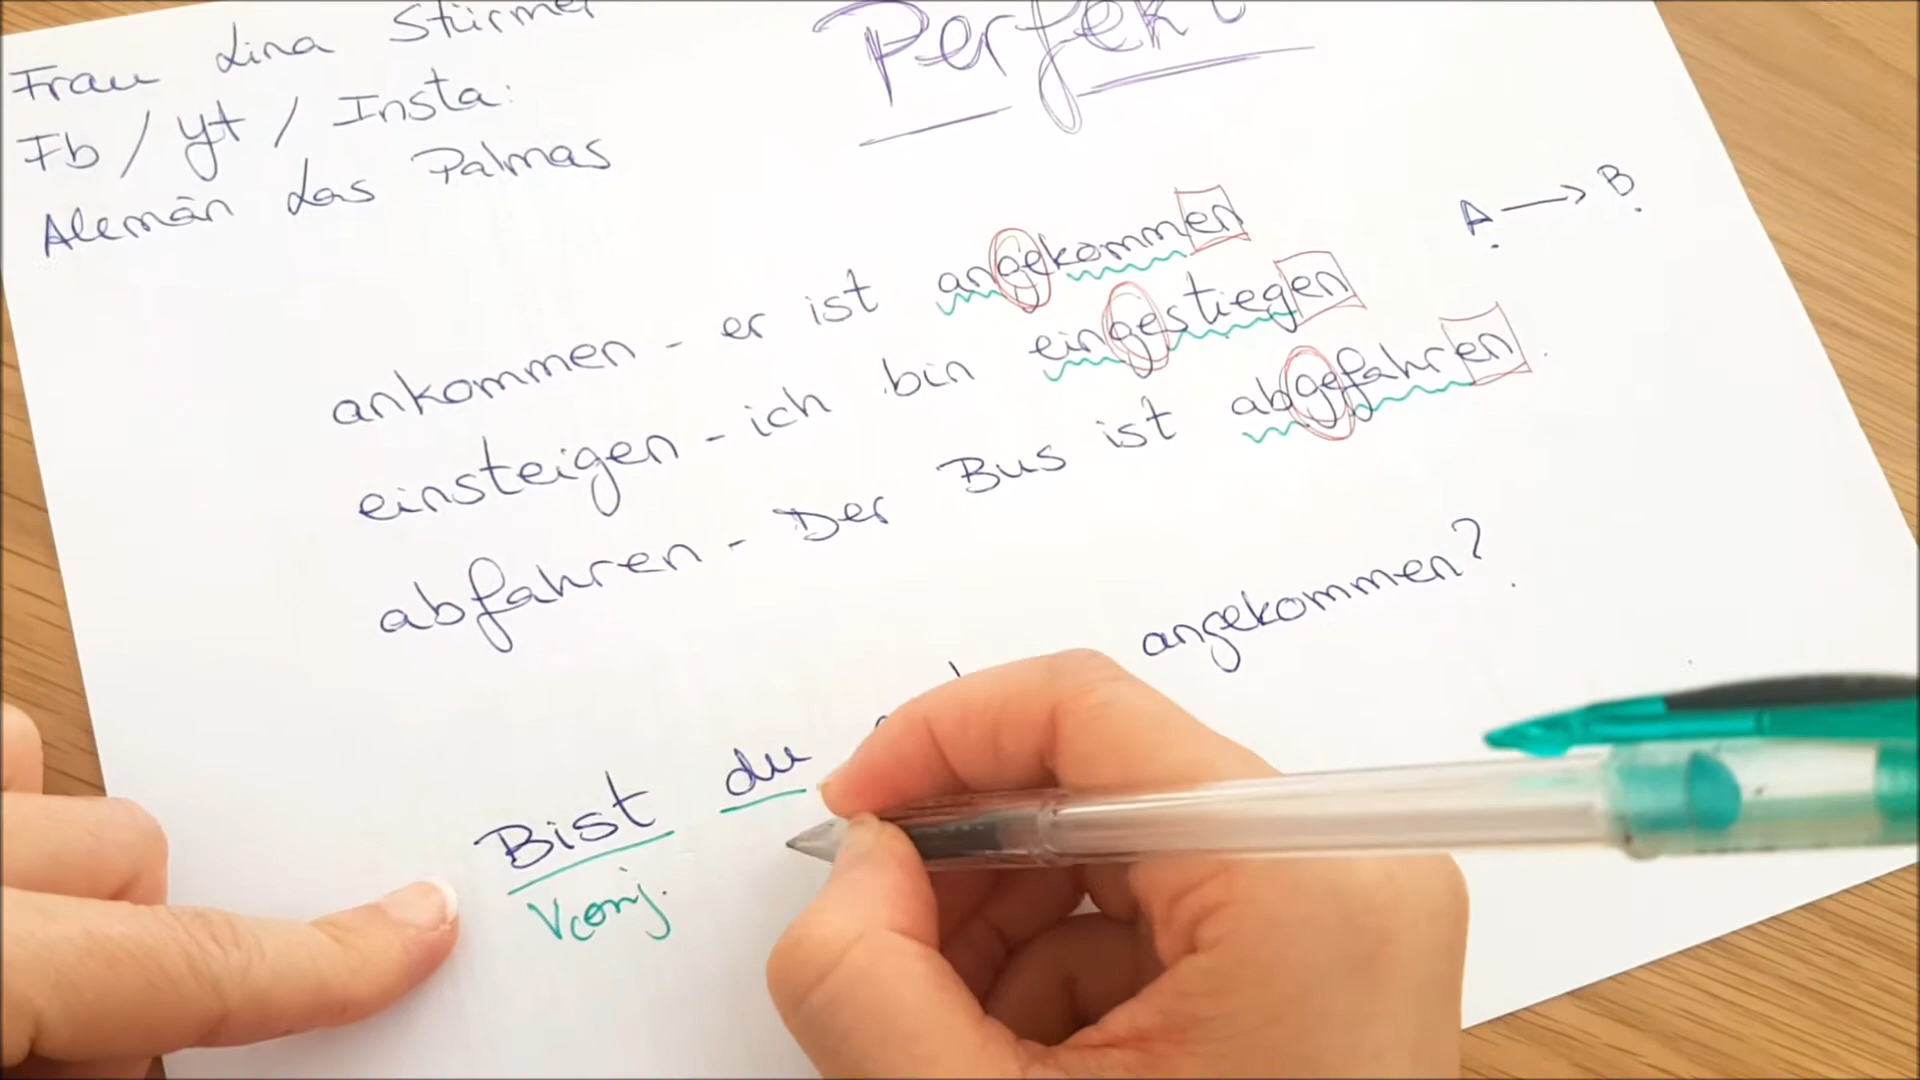 Frau Lina Stürmer
Fb / yt / Insta:
Alemán Las Palmas
Perfekt
A → B
ankommen - er ist angekommen
einsteigen - ich bin eingestiegen
abfahren - Der Bus ist abgefahren.
Bist du angekommen?
Vconj.